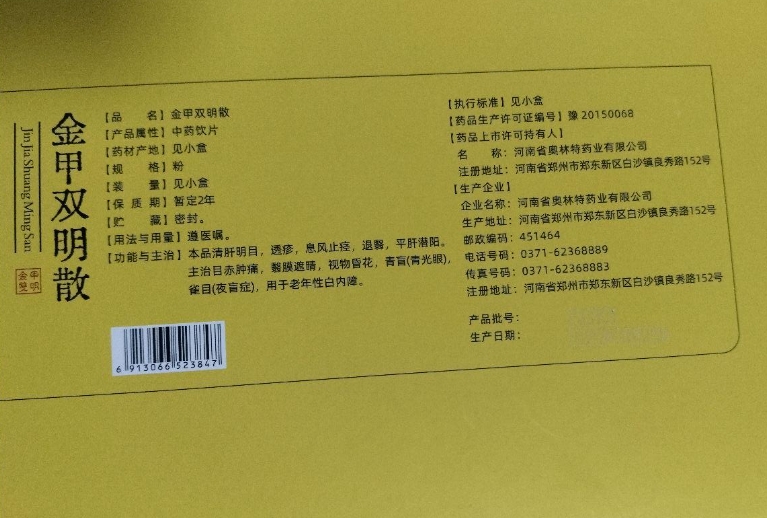 金甲双明散
Jin Jia Shuang Ming San
【品 名】金甲双明散
【产品属性】中药饮片
【药材产地】见小盒
【规 格】粉
【装 量】见小盒
【保 质 期】暂定2年
【贮 藏】密封。
【用法与用量】遵医嘱。
【功能与主治】本品清肝明目，透疹，息风止痉，退翳，平肝潜阳。
主治目赤肿痛，翳膜遮睛，视物昏花，青盲(青光眼)，
雀目(夜盲症)，用于老年性白内障。
6 913066 523847
【执行标准】见小盒
【药品生产许可证编号】豫 20150068
【药品上市许可持有人】
名 称：河南省奥林特药业有限公司
注册地址：河南省郑州市郑东新区白沙镇良秀路152号
【生产企业】
企业名称：河南省奥林特药业有限公司
生产地址：河南省郑州市郑东新区白沙镇良秀路152号
邮政编码：451464
电话号码：0371-62368889
传真号码：0371-62368883
注册地址：河南省郑州市郑东新区白沙镇良秀路152号
产品批号：
生产日期：